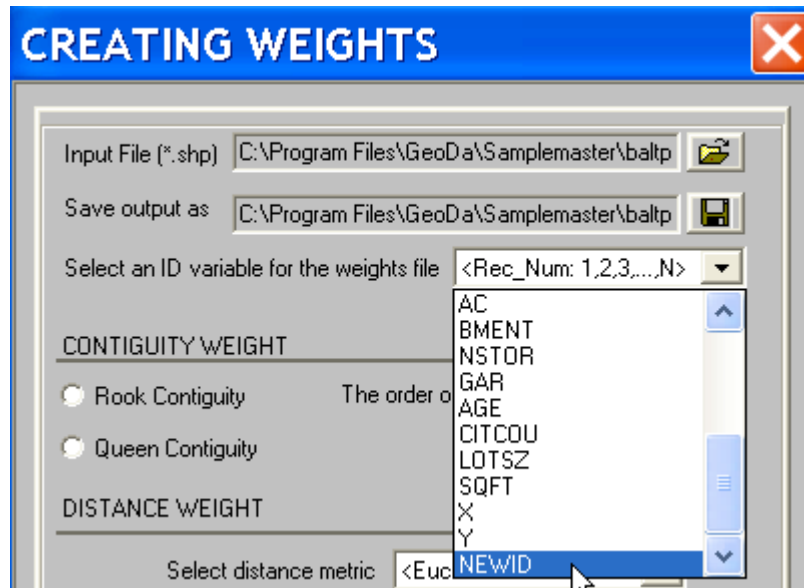 CREATING WEIGHTS
Input File (*.shp) C:\Program Files\GeoDa\Samplemaster\baltp
Save output as C:\Program Files\GeoDa\Samplemaster\baltp
Select an ID variable for the weights file <Rec_Num: 1,2,3,...,N>
AC
BMENT
NSTOR
GAR
AGE
CITCOU
LOTSZ
SQFT
X
Y
NEWID
CONTIGUITY WEIGHT
Rook Contiguity The order o
Queen Contiguity
DISTANCE WEIGHT
Select distance metric <Euc